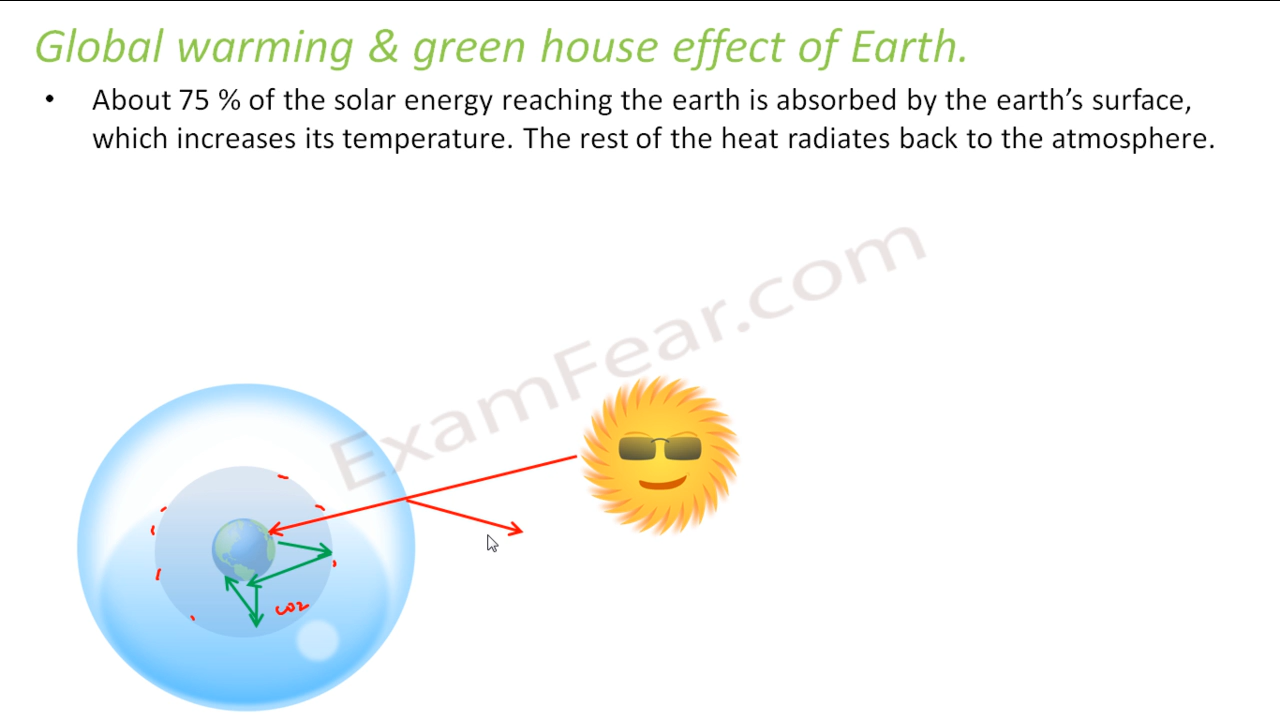 Global warming & green house effect of Earth.
• About 75 % of the solar energy reaching the earth is absorbed by the earth's surface,
which increases its temperature. The rest of the heat radiates back to the atmosphere.
ExamFear.com
CO2